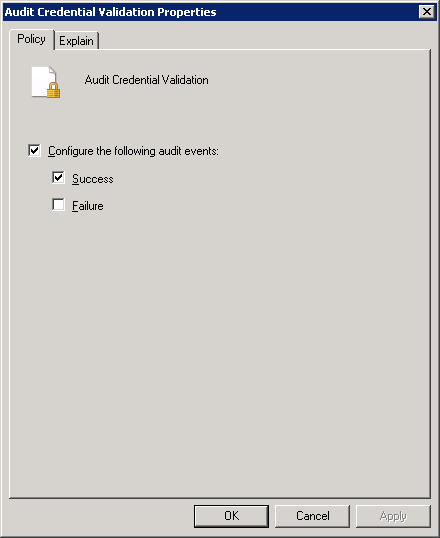 Audit Credential Validation Properties
Policy
Explain
Audit Credential Validation
Configure the following audit events:
Success
Failure
OK
Cancel
Apply